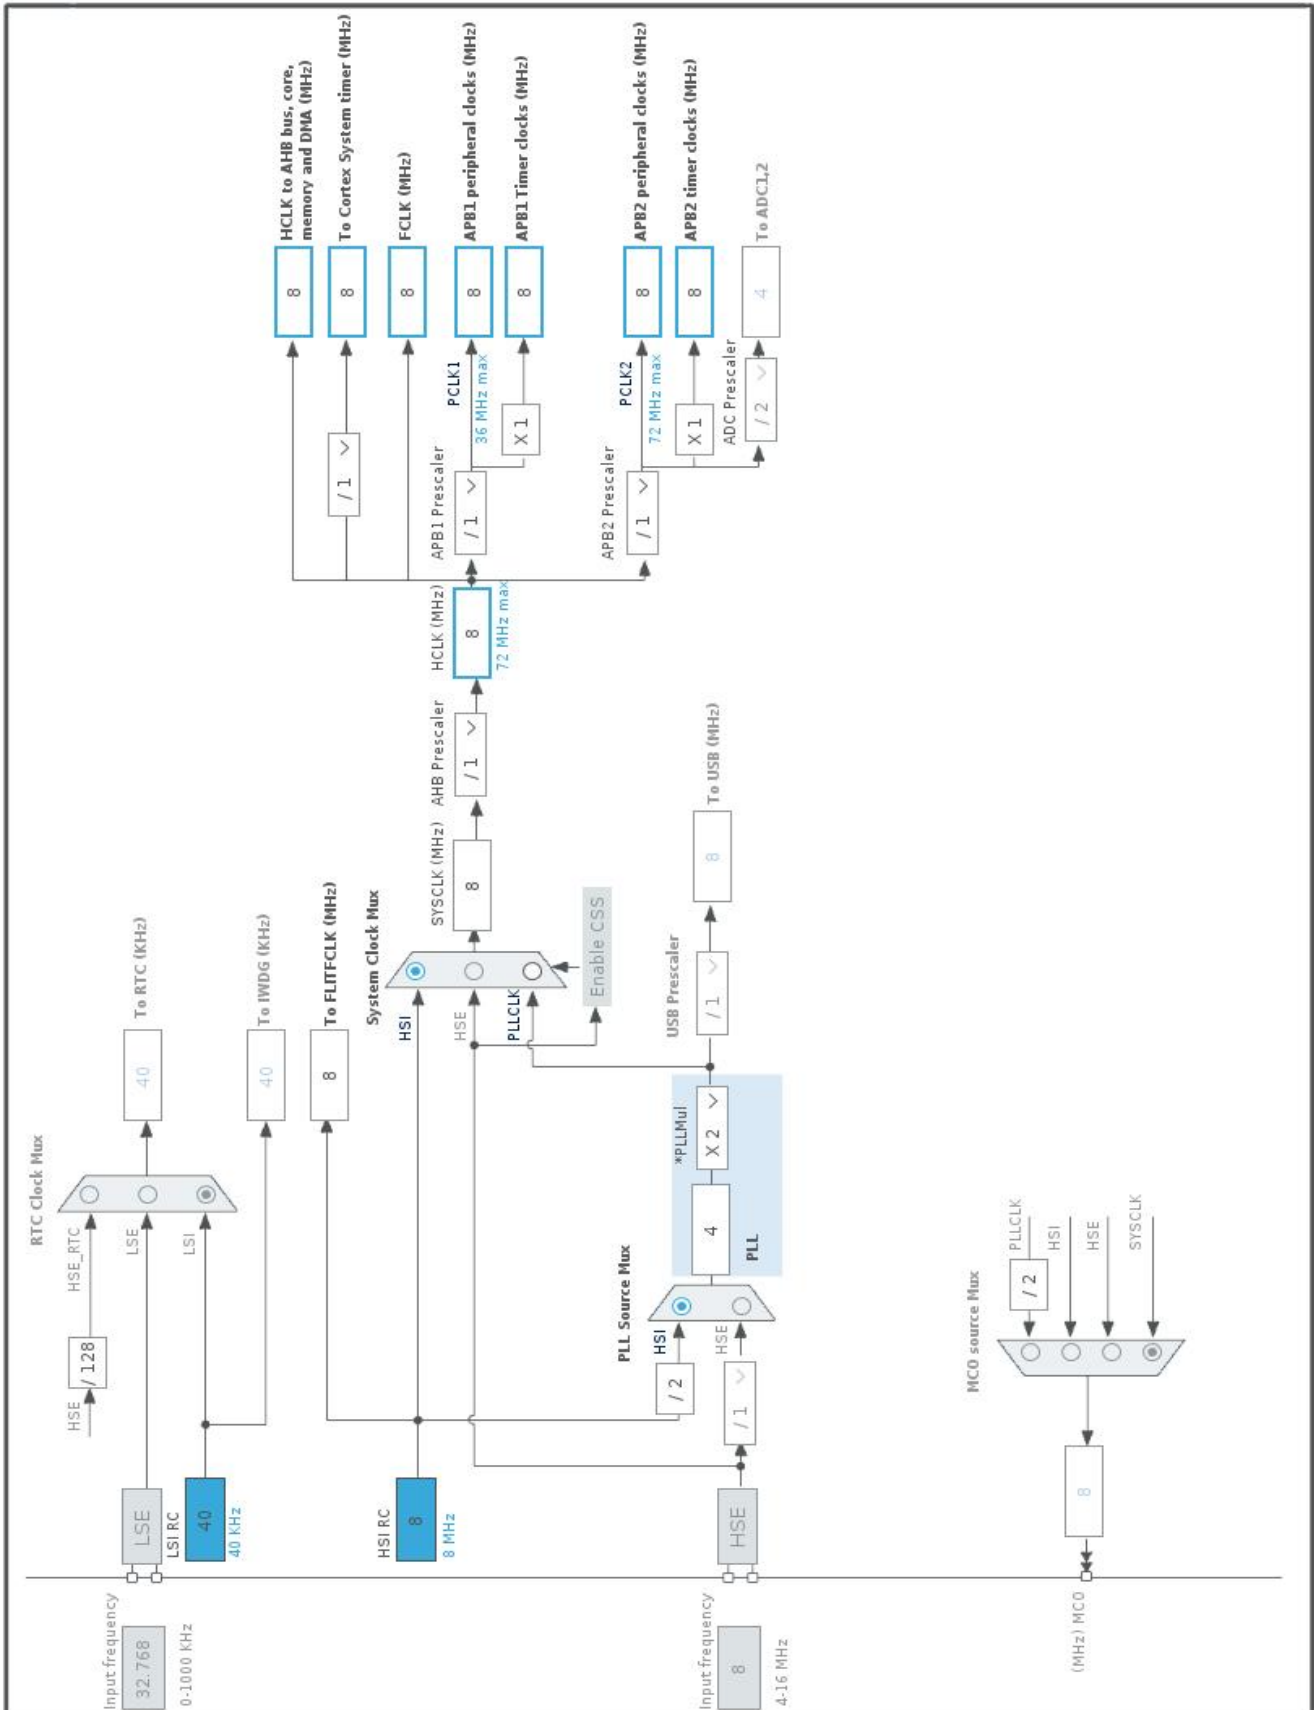 Input frequency
32.768
0-1000 KHz
LSE
LSI RC
40
40 KHz
HSE
/ 128
HSE_RTC
LSE
LSI
RTC Clock Mux
40
To RTC (KHz)
40
To IWDG (KHz)
8
To FLITFCLK (MHz)
HSI RC
8
8 MHz
System Clock Mux
HSI
HSE
PLLCLK
Enable CSS
SYSCLK (MHz)
8
AHB Prescaler
/ 1
HCLK (MHz)
8
72 MHz max
8
HCLK to AHB bus, core,
memory and DMA (MHz)
/ 1
8
To Cortex System timer (MHz)
8
FCLK (MHz)
APB1 Prescaler
/ 1
PCLK1
36 MHz max
8
APB1 peripheral clocks (MHz)
X 1
8
APB1 Timer clocks (MHz)
APB2 Prescaler
/ 1
PCLK2
72 MHz max
8
APB2 peripheral clocks (MHz)
X 1
8
APB2 timer clocks (MHz)
ADC Prescaler
/ 2
4
To ADC1,2
Input frequency
8
4-16 MHz
HSE
PLL Source Mux
/ 2
HSI
/ 1
HSE
4
*PLLMul
X 2
PLL
USB Prescaler
/ 1
8
To USB (MHz)
MCO source Mux
/ 2
PLLCLK
HSI
HSE
SYSCLK
8
(MHz) MCO